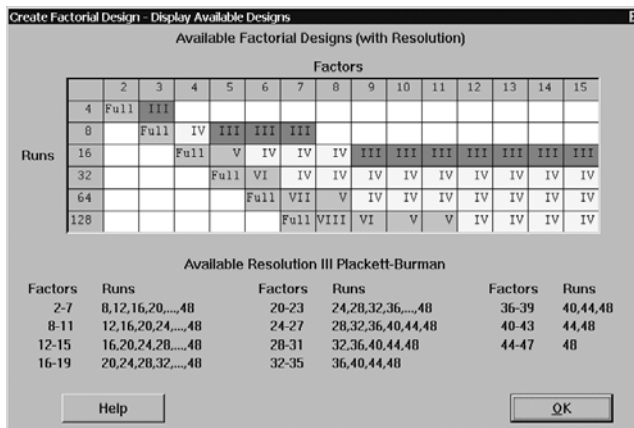 Create Factorial Design - Display Available Designs
Available Factorial Designs (with Resolution)
Factors
2 3 4 5 6 7 8 9 10 11 12 13 14 15
4 Full III
8 Full IV III III III
Runs 16 Full V IV IV IV III III III III III III III
32 Full VI IV IV IV IV IV IV IV IV IV
64 Full VII V IV IV IV IV IV IV IV
128 Full VIII VI V V IV IV IV IV
Available Resolution III Plackett-Burman
Factors Runs Factors Runs Factors Runs
2-7 8,12,16,20,...,48 20-23 24,28,32,36,...,48 36-39 40,44,48
8-11 12,16,20,24,...,48 24-27 28,32,36,40,44,48 40-43 44,48
12-15 16,20,24,28,...,48 28-31 32,36,40,44,48 44-47 48
16-19 20,24,28,32,...,48 32-35 36,40,44,48
Help OK